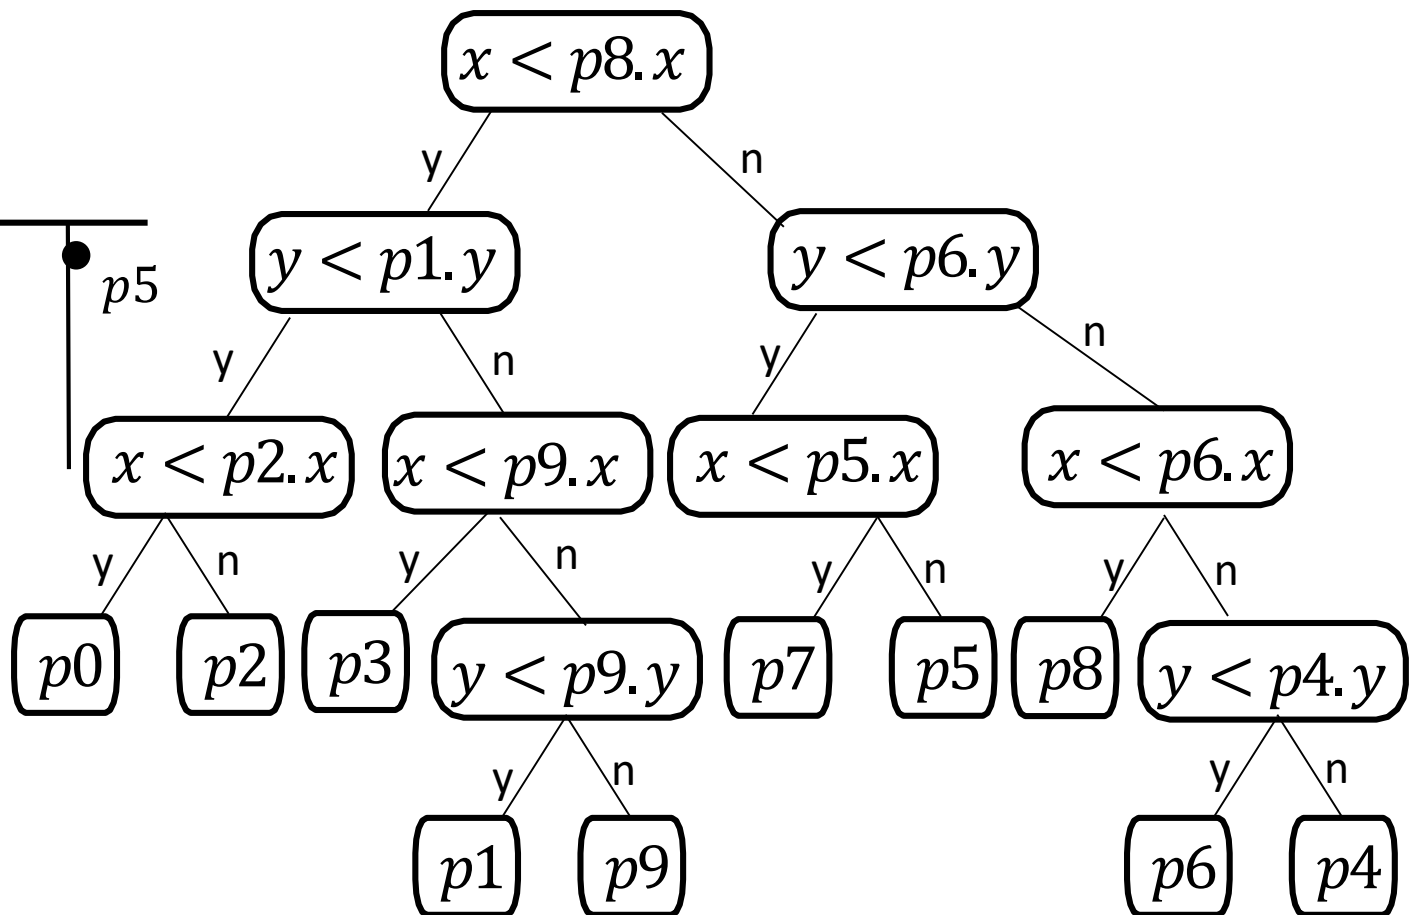 x < p8.x
y n
p5
y < p1.y y < p6.y
y n y n
x < p2.x x < p9.x x < p5.x x < p6.x
y n y n y n y n
p0 p2 p3 y < p9.y p7 p5 p8 y < p4.y
y n y n
p1 p9 p6 p4